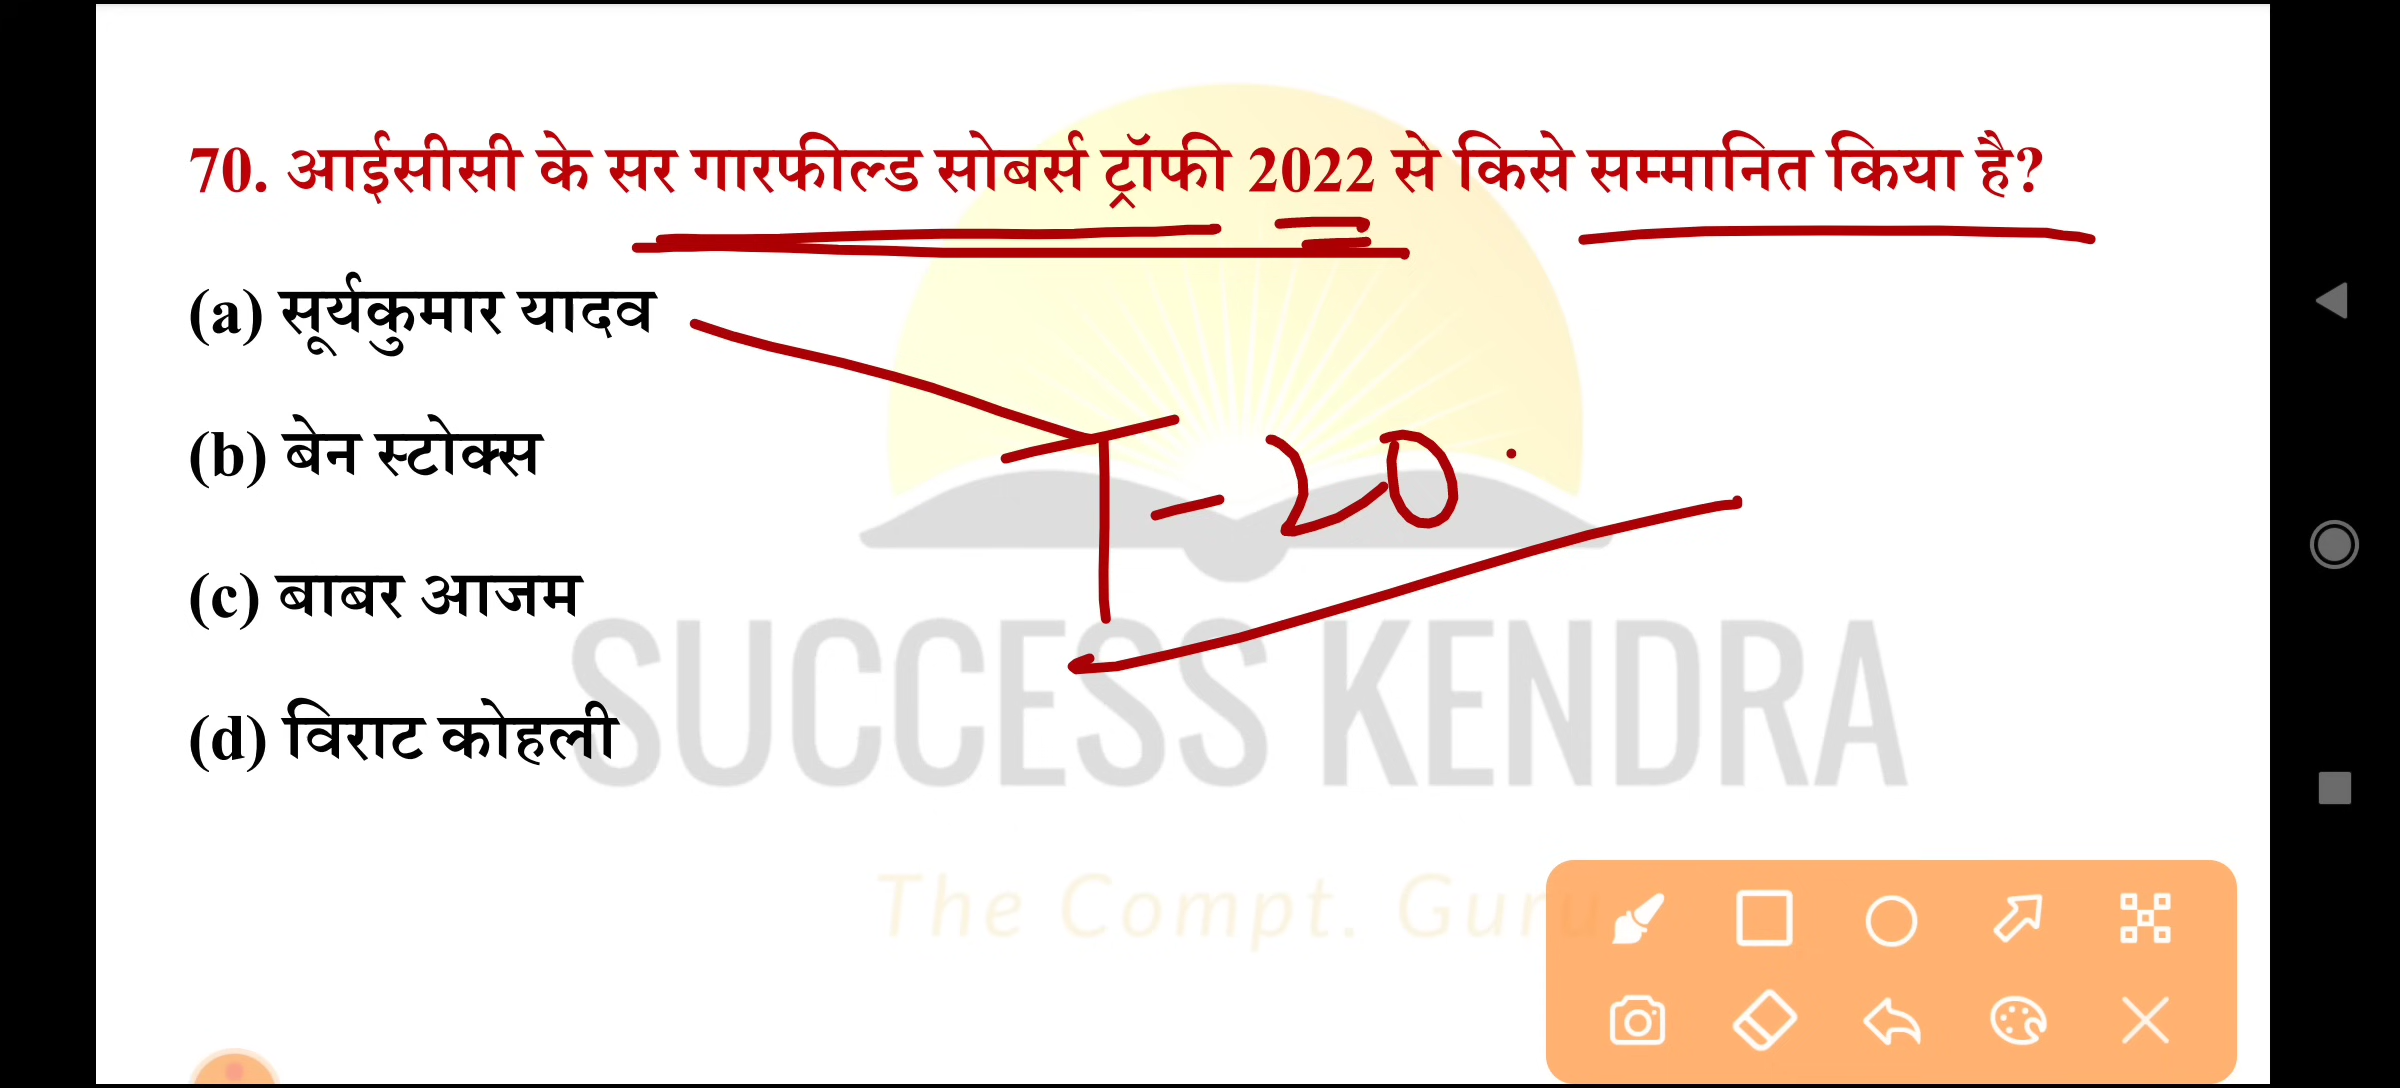 70. आईसीसी के सर गारफील्ड सोबर्स ट्रॉफी 2022 से किसे सम्मानित किया है?
(a) सूर्यकुमार यादव
T-20
(b) बेन स्टोक्स
(c) बाबर आजम
(d) विराट कोहली
SUCCESS KENDRA
The Compt. Guru